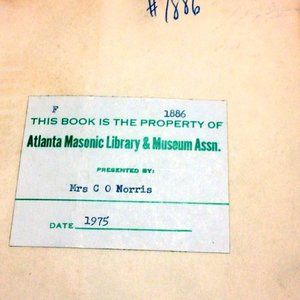 #1886
F 1886
THIS BOOK IS THE PROPERTY OF
Atlanta Masonic Library & Museum Assn.
PRESENTED BY:
Mrs C O Norris
DATE 1975